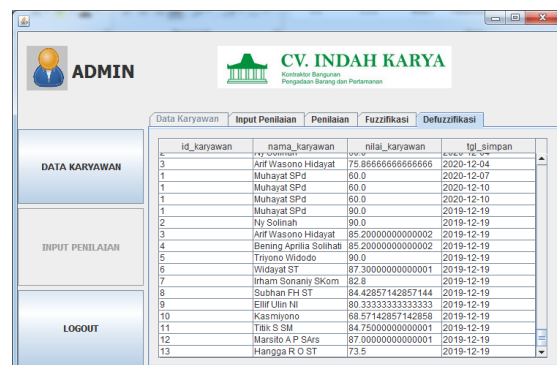 ADMIN
CV. INDAH KARYA
Kontraktor Bangunan
Pengadaan Barang dan Pertamanan
Data Karyawan Input Penilaian Penilaian Fuzzifikasi Defuzzifikasi
DATA KARYAWAN
INPUT PENILAIAN
LOGOUT
id_karyawan nama_karyawan nilai_karyawan tgl_simpan
2 Ny Solinah 60.0 2020-12-04
3 Arif Wasono Hidayat 75.86666666666666 2020-12-04
1 Muhayat SPd 60.0 2020-12-07
1 Muhayat SPd 60.0 2020-12-10
1 Muhayat SPd 60.0 2020-12-10
1 Muhayat SPd 90.0 2019-12-19
2 Ny Solinah 90.0 2019-12-19
3 Arif Wasono Hidayat 85.20000000000002 2019-12-19
4 Bening Aprilia Solihati 85.20000000000002 2019-12-19
5 Triyono Widodo 90.0 2019-12-19
6 Widayat ST 87.30000000000001 2019-12-19
7 Irham Sonaniy SKom 82.8 2019-12-19
8 Subhan FH ST 84.42857142857144 2019-12-19
9 Ellif Ulin NI 80.33333333333333 2019-12-19
10 Kasmiyono 68.57142857142858 2019-12-19
11 Titik S SM 84.75000000000001 2019-12-19
12 Marsito A P SArs 87.00000000000001 2019-12-19
13 Hangga R O ST 73.5 2019-12-19